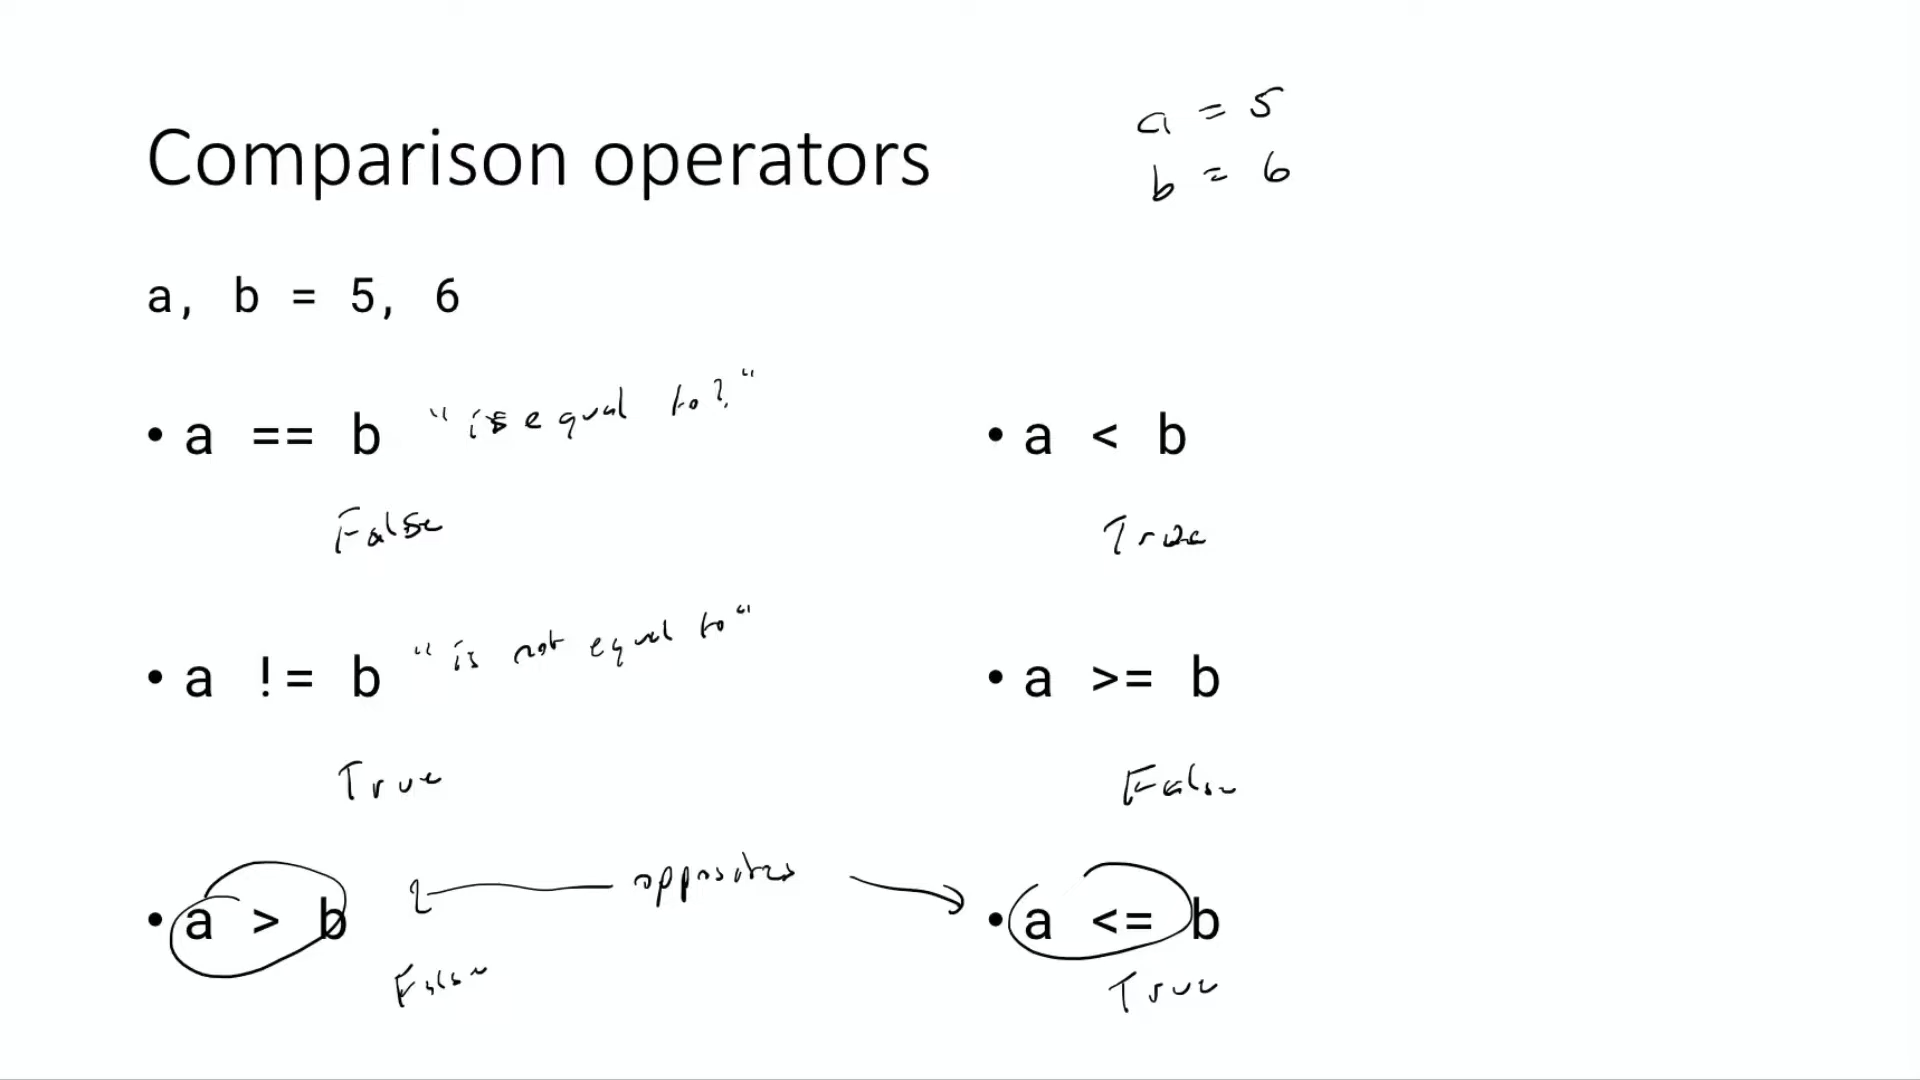 Comparison operators
a = 5
b = 6
a, b = 5, 6
• a == b "is equal to?"
False
• a != b "is not equal to"
True
• a > b
False
opposites
• a < b
True
• a >= b
False
• a <= b
True